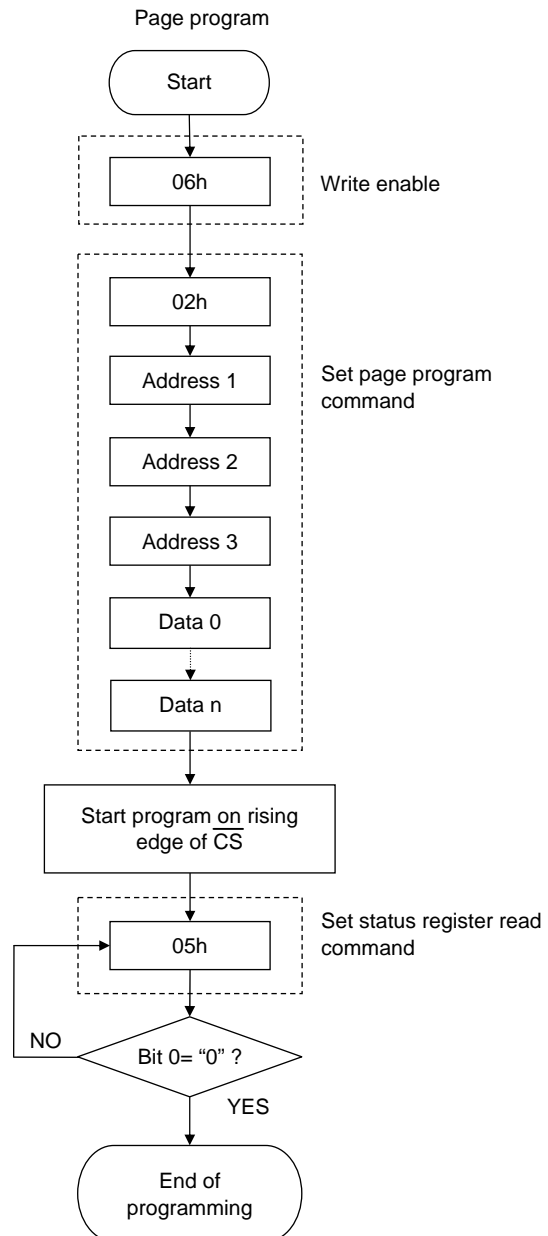 Page program
Start
06h
Write enable
02h
Address 1
Set page program
command
Address 2
Address 3
Data 0
Data n
Start program on rising
edge of C̅S̅
Set status register read
command
05h
NO
Bit 0= “0” ?
YES
End of
programming